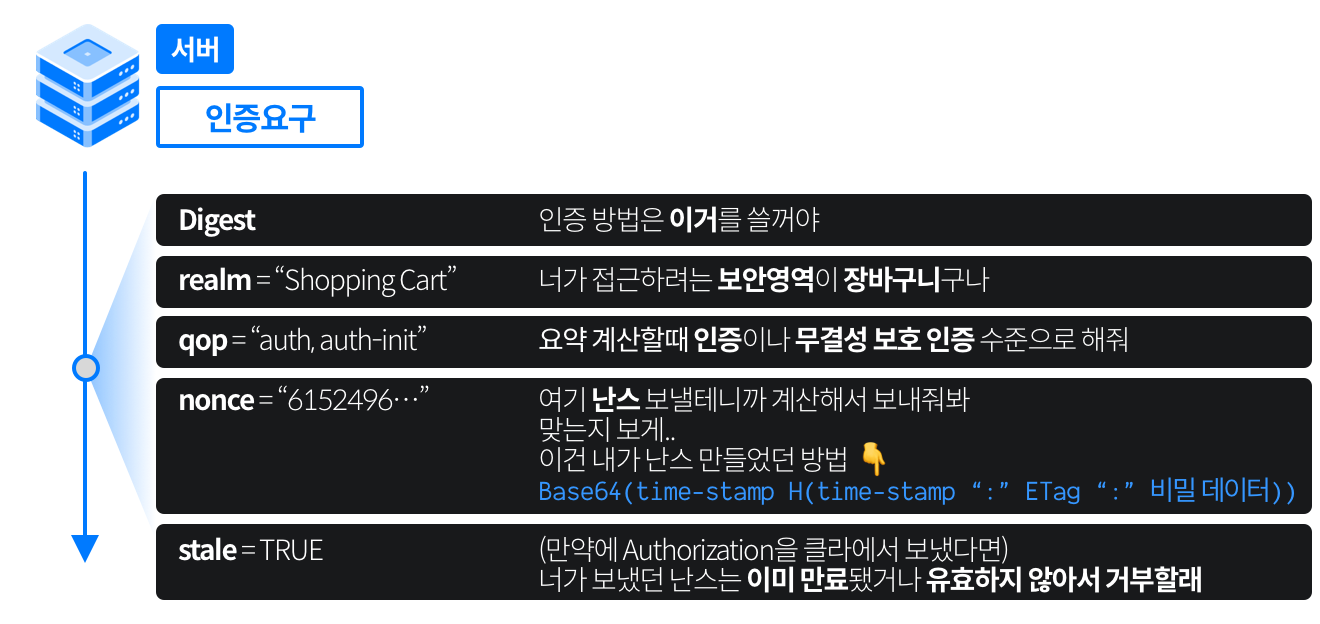 서버
인증요구
Digest 인증 방법은 이거를 쓸꺼야
realm = “Shopping Cart” 너가 접근하려는 보안영역이 장바구니구나
qop = “auth, auth-init” 요약 계산할때 인증이나 무결성 보호 인증 수준으로 해줘
nonce = “6152496…” 여기 난스 보낼테니까 계산해서 보내줘봐
맞는지 보게..
이건 내가 난스 만들었던 방법 👇
Base64(time-stamp H(time-stamp “:” ETag “:” 비밀 데이터))
stale = TRUE (만약에 Authorization을 클라에서 보냈다면)
너가 보냈던 난스는 이미 만료됐거나 유효하지 않아서 거부할래